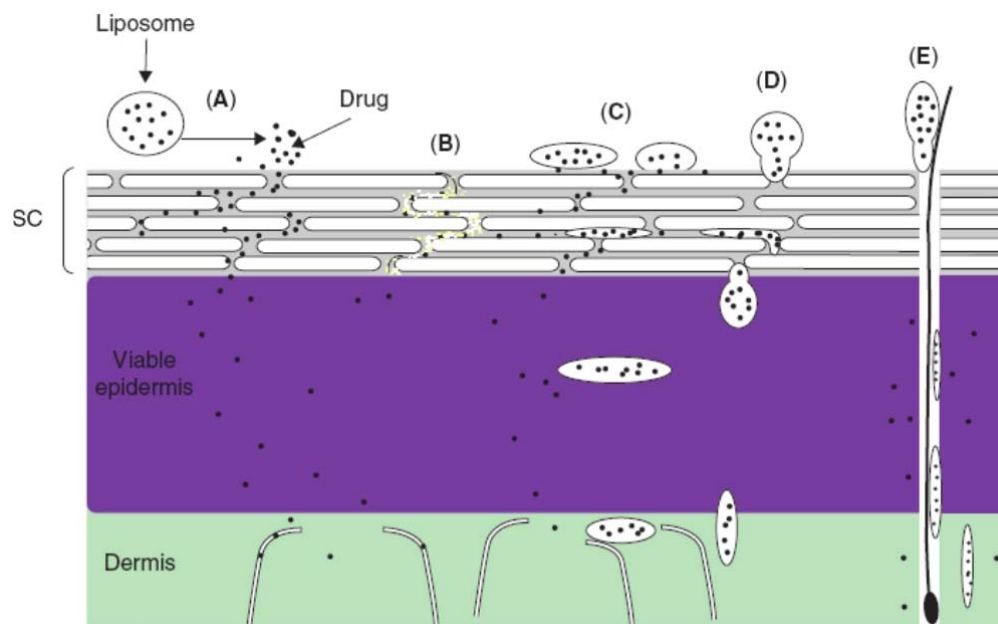 Liposome
(A)
Drug
(B)
(C)
(D)
(E)
SC
Viable
epidermis
Dermis